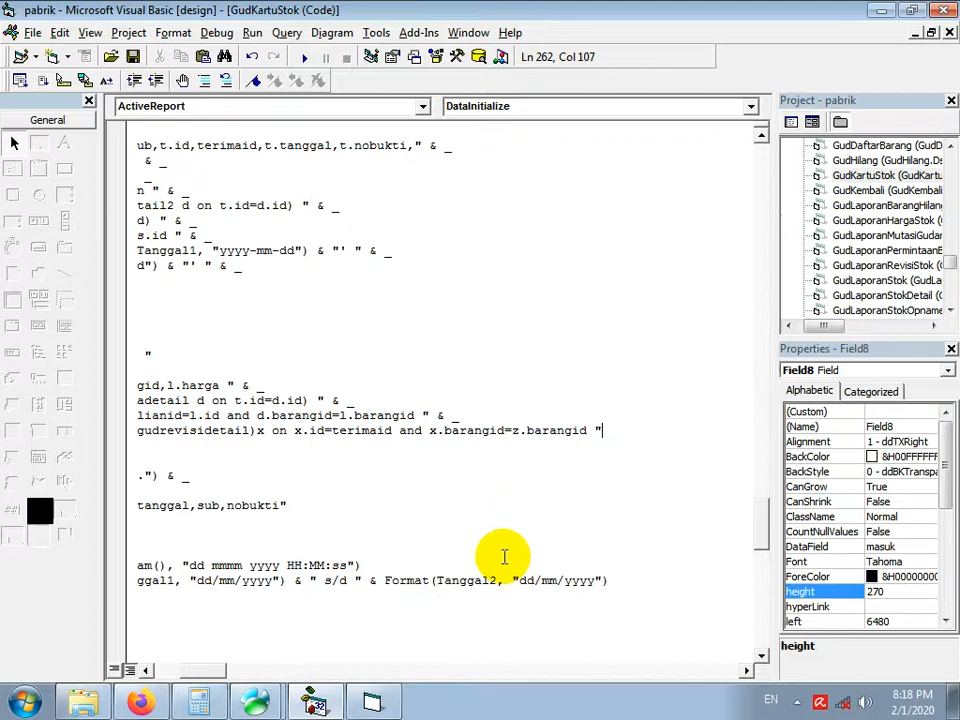 pabrik - Microsoft Visual Basic [design] - [GudKartuStok (Code)]
File Edit View Project Format Debug Run Query Diagram Tools Add-Ins Window Help
Ln 262, Col 107
General
ActiveReport
DataInitialize
ub,t.id,terimaid,t.tanggal,t.nobukti," & _
& _
_
n " & _
tail2 d on t.id=d.id) " & _
d) " & _
s.id " & _
Tanggal1, "yyyy-mm-dd") & "' " & _
d") & "' " & _
"
gid,l.harga " & _
adetail d on t.id=d.id) " & _
lianid=l.id and d.barangid=l.barangid " & _
gudrevisidetail)x on x.id=terimaid and x.barangid=z.barangid "
.") & _
tanggal,sub,nobukti"
am(), "dd mmmm yyyy HH:MM:ss")
ggal1, "dd/mm/yyyy") & " s/d " & Format(Tanggal2, "dd/mm/yyyy")
Project - pabrik
GudDaftarBarang (GudD
GudHilang (GudHilang.Ds
GudKartuStok (GudKartu
GudKembali (GudKembali
GudLaporanBarangHilang
GudLaporanHargaStok (
GudLaporanMutasiGudan
GudLaporanPermintaanB
GudLaporanRevisiStok (
GudLaporanStok (GudLa
GudLaporanStokDetail (
GudLaporanStokOpname
Properties - Field8
Field8 Field
Alphabetic Categorized
(Custom)
(Name) Field8
Alignment 1 - ddTXRight
BackColor &H00FFFFFF
BackStyle 0 - ddBKTranspa
CanGrow True
CanShrink False
ClassName Normal
CountNullValues False
DataField masuk
Font Tahoma
ForeColor &H00000000
height 270
hyperLink
left 6480
height
EN
8:18 PM
2/1/2020